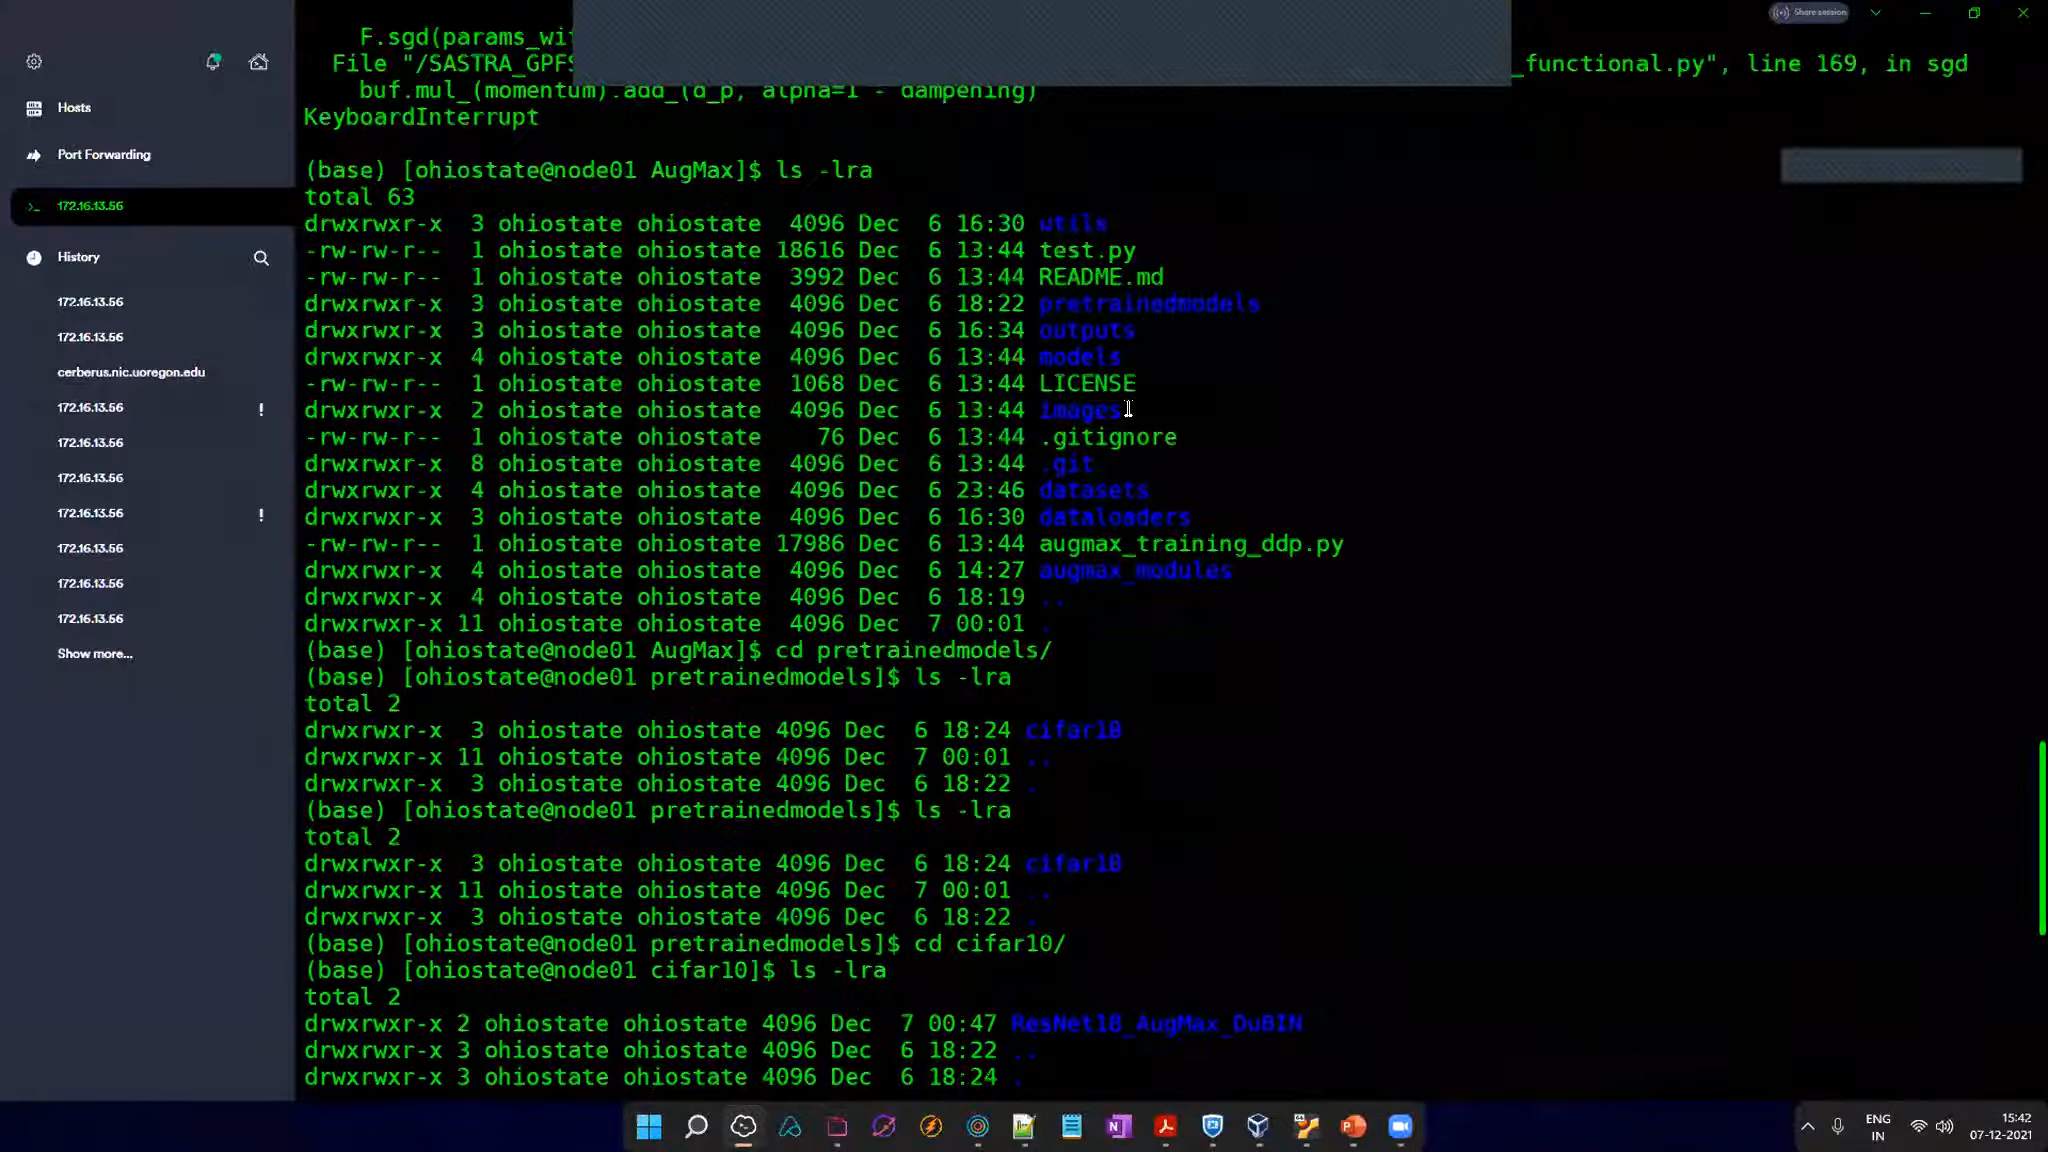 Share session
F.sgd(params_wi
File "/SASTRA_GPFS _functional.py", line 169, in sgd
buf.mul_(momentum).add_(d_p, alpha=1 - dampening)
KeyboardInterrupt
Hosts
Port Forwarding
172.16.13.56
History
172.16.13.56
172.16.13.56
cerberus.nic.uoregon.edu
172.16.13.56 !
172.16.13.56
172.16.13.56
172.16.13.56 !
172.16.13.56
172.16.13.56
172.16.13.56
Show more...
(base) [ohiostate@node01 AugMax]$ ls -lra
total 63
drwxrwxr-x 3 ohiostate ohiostate 4096 Dec 6 16:30 utils
-rw-rw-r-- 1 ohiostate ohiostate 18616 Dec 6 13:44 test.py
-rw-rw-r-- 1 ohiostate ohiostate 3992 Dec 6 13:44 README.md
drwxrwxr-x 3 ohiostate ohiostate 4096 Dec 6 18:22 pretrainedmodels
drwxrwxr-x 3 ohiostate ohiostate 4096 Dec 6 16:34 outputs
drwxrwxr-x 4 ohiostate ohiostate 4096 Dec 6 13:44 models
-rw-rw-r-- 1 ohiostate ohiostate 1068 Dec 6 13:44 LICENSE
drwxrwxr-x 2 ohiostate ohiostate 4096 Dec 6 13:44 images
-rw-rw-r-- 1 ohiostate ohiostate 76 Dec 6 13:44 .gitignore
drwxrwxr-x 8 ohiostate ohiostate 4096 Dec 6 13:44 .git
drwxrwxr-x 4 ohiostate ohiostate 4096 Dec 6 23:46 datasets
drwxrwxr-x 3 ohiostate ohiostate 4096 Dec 6 16:30 dataloaders
-rw-rw-r-- 1 ohiostate ohiostate 17986 Dec 6 13:44 augmax_training_ddp.py
drwxrwxr-x 4 ohiostate ohiostate 4096 Dec 6 14:27 augmax_modules
drwxrwxr-x 4 ohiostate ohiostate 4096 Dec 6 18:19 ..
drwxrwxr-x 11 ohiostate ohiostate 4096 Dec 7 00:01 .
(base) [ohiostate@node01 AugMax]$ cd pretrainedmodels/
(base) [ohiostate@node01 pretrainedmodels]$ ls -lra
total 2
drwxrwxr-x 3 ohiostate ohiostate 4096 Dec 6 18:24 cifar10
drwxrwxr-x 11 ohiostate ohiostate 4096 Dec 7 00:01 ..
drwxrwxr-x 3 ohiostate ohiostate 4096 Dec 6 18:22 .
(base) [ohiostate@node01 pretrainedmodels]$ ls -lra
total 2
drwxrwxr-x 3 ohiostate ohiostate 4096 Dec 6 18:24 cifar10
drwxrwxr-x 11 ohiostate ohiostate 4096 Dec 7 00:01 ..
drwxrwxr-x 3 ohiostate ohiostate 4096 Dec 6 18:22 .
(base) [ohiostate@node01 pretrainedmodels]$ cd cifar10/
(base) [ohiostate@node01 cifar10]$ ls -lra
total 2
drwxrwxr-x 2 ohiostate ohiostate 4096 Dec 7 00:47 ResNet18_AugMax_DuBIN
drwxrwxr-x 3 ohiostate ohiostate 4096 Dec 6 18:22 ..
drwxrwxr-x 3 ohiostate ohiostate 4096 Dec 6 18:24 .
ENG
IN
15:42
07-12-2021